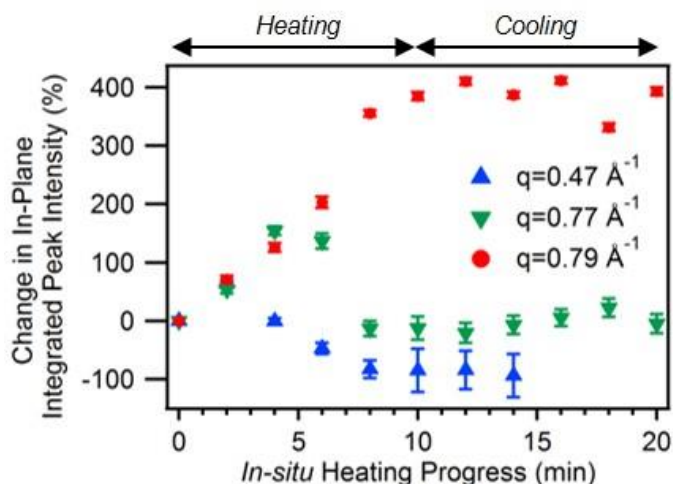 Heating Cooling
Change in In-Plane
Integrated Peak Intensity (%)
400
300
200
100
0
-100
q=0.47 Å⁻¹
q=0.77 Å⁻¹
q=0.79 Å⁻¹
0 5 10 15 20
In-situ Heating Progress (min)